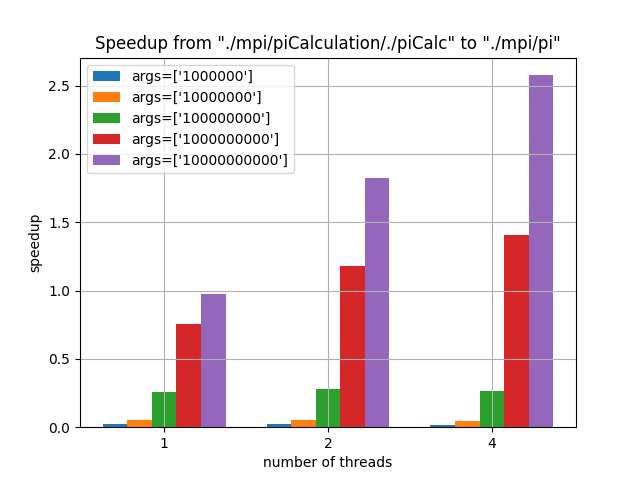 Speedup from "./mpi/piCalculation/./piCalc" to "./mpi/pi"
args=['1000000']
args=['10000000']
args=['100000000']
args=['1000000000']
args=['10000000000']
speedup
2.5
2.0
1.5
1.0
0.5
0.0
1
2
4
number of threads